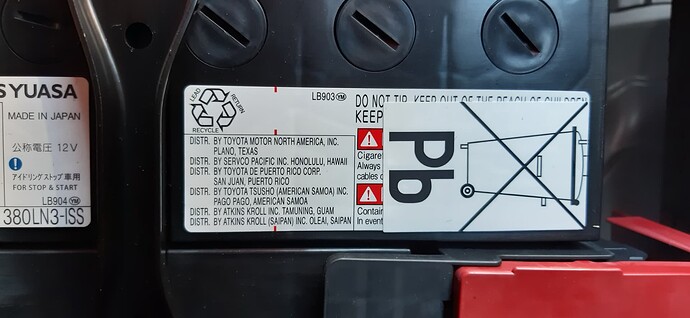 YUASA
MADE IN JAPAN
公称電圧 12V
アイドリングストップ車用
FOR STOP & START
LB904 YM
380LN3-ISS
LEAD
RETURN
RECYCLE
LB903 YM
DO NOT TIP. KEEP OUT OF THE REACH OF CHILDREN
KEEP
DISTR. BY TOYOTA MOTOR NORTH AMERICA, INC.
PLANO, TEXAS
DISTR. BY SERVCO PACIFIC INC. HONOLULU, HAWAII
DISTR. BY TOYOTA DE PUERTO RICO CORP.
SAN JUAN, PUERTO RICO
DISTR. BY TOYOTA TSUSHO (AMERICAN SAMOA) INC.
PAGO PAGO, AMERICAN SAMOA
DISTR. BY ATKINS KROLL INC. TAMUNING, GUAM
DISTR. BY ATKINS KROLL (SAIPAN) INC. OLEAI, SAIPAN
Cigare
Always
cables
Contain
In event
Pb